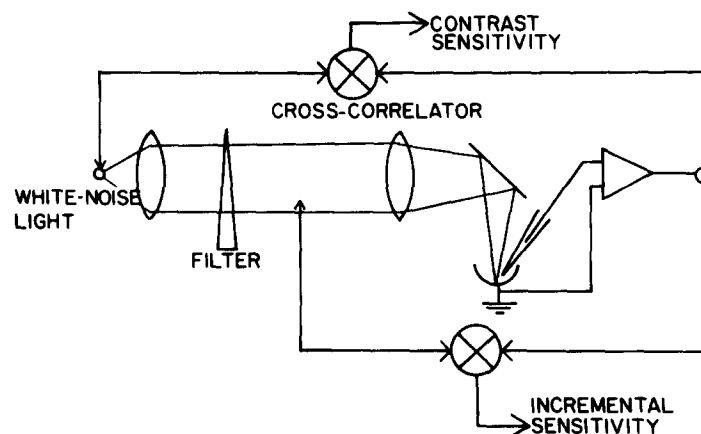 CONTRAST
SENSITIVITY
CROSS-CORRELATOR
WHITE-NOISE
LIGHT
FILTER
INCREMENTAL
SENSITIVITY